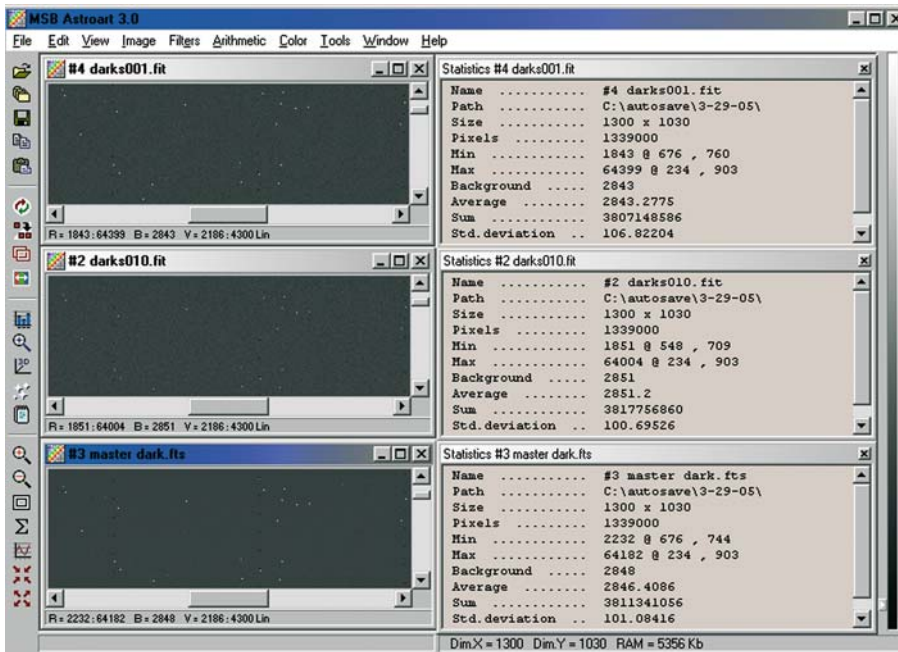 MSB Astroart 3.0
File Edit View Image Filters Arithmetic Color Tools Window Help
#4 darks001.fit
R = 1843:64399 B = 2843 V = 2186:4300 Lin
Statistics #4 darks001.fit
Name ........... #4 darks001.fit
Path ........... C:\autosave\3-29-05\
Size ........... 1300 x 1030
Pixels ......... 1339000
Min ............ 1843 @ 676 , 760
Max ............ 64399 @ 234 , 903
Background ..... 2843
Average ........ 2843.2775
Sum ............ 3807148586
Std.deviation .. 106.82204
#2 darks010.fit
R = 1851:64004 B = 2851 V = 2186:4300 Lin
Statistics #2 darks010.fit
Name ........... #2 darks010.fit
Path ........... C:\autosave\3-29-05\
Size ........... 1300 x 1030
Pixels ......... 1339000
Min ............ 1851 @ 548 , 709
Max ............ 64004 @ 234 , 903
Background ..... 2851
Average ........ 2851.2
Sum ............ 3817756860
Std.deviation .. 100.69526
#3 master dark.fts
R = 2232:64182 B = 2848 V = 2186:4300 Lin
Statistics #3 master dark.fts
Name ........... #3 master dark.fts
Path ........... C:\autosave\3-29-05\
Size ........... 1300 x 1030
Pixels ......... 1339000
Min ............ 2232 @ 676 , 744
Max ............ 64182 @ 234 , 903
Background ..... 2848
Average ........ 2846.4086
Sum ............ 3811341056
Std.deviation .. 101.08416
3D
Σ
Dim.X = 1300 Dim.Y = 1030 RAM = 5356 Kb